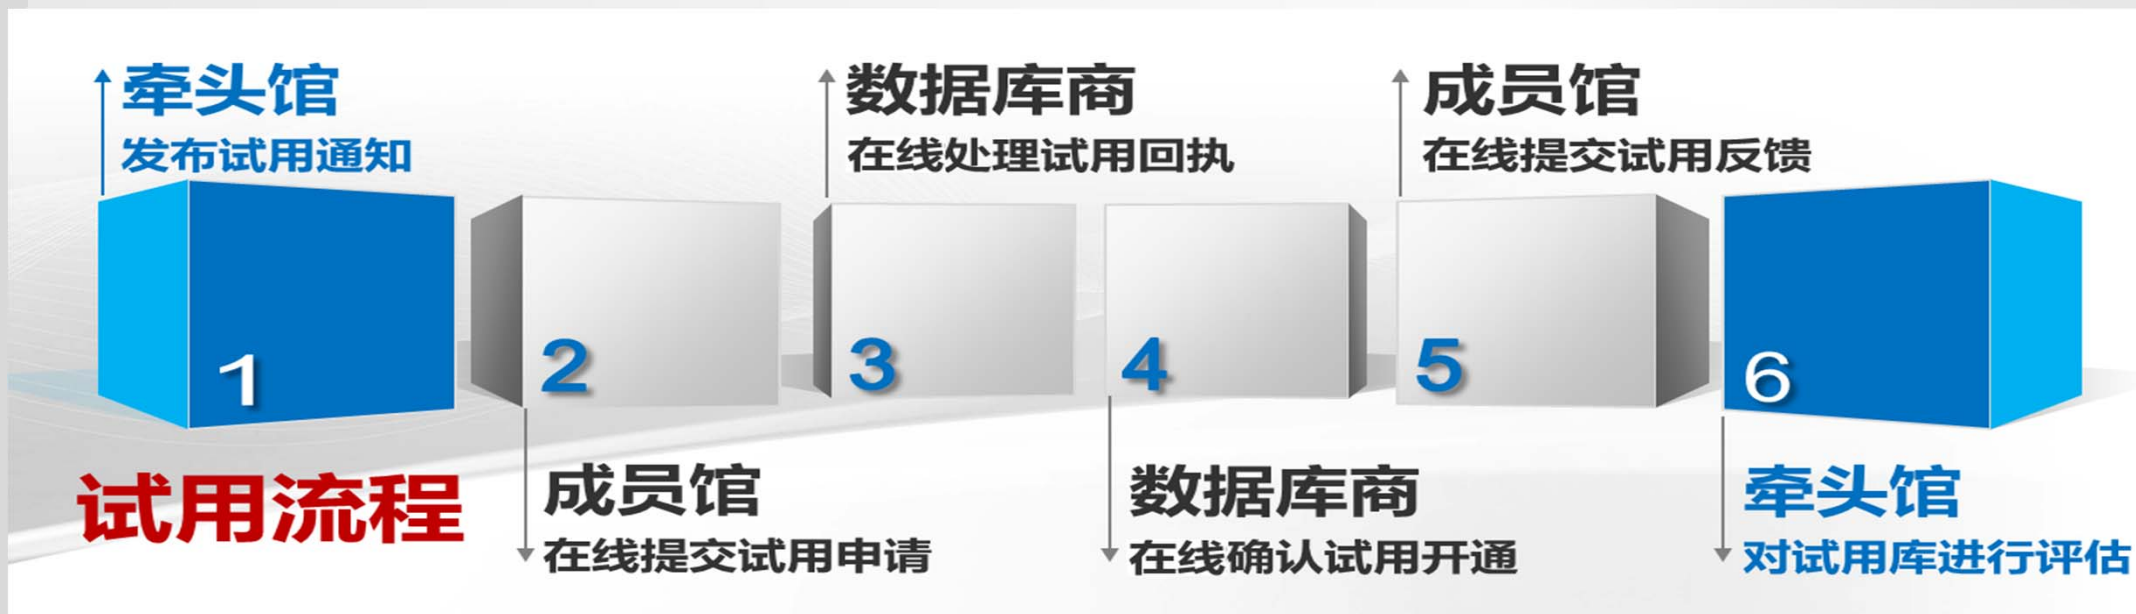 牵头馆
发布试用通知
1
2
成员馆
在线提交试用申请
数据库商
在线处理试用回执
3
4
数据库商
在线确认试用开通
成员馆
在线提交试用反馈
5
6
牵头馆
对试用库进行评估
试用流程